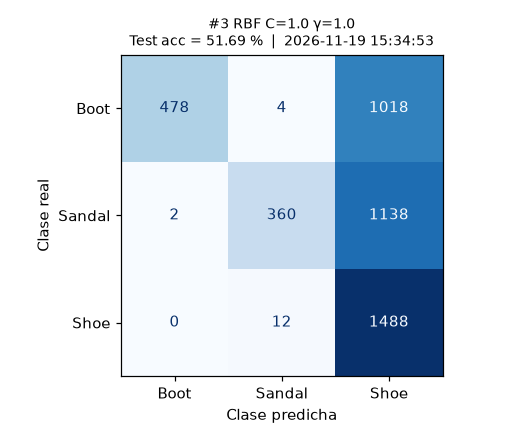 #3 RBF C=1.0 γ=1.0
Test acc = 51.69 % | 2026-11-19 15:34:53
Clase real
Boot
478 4 1018
Sandal
2 360 1138
Shoe
0 12 1488
Boot Sandal Shoe
Clase predicha